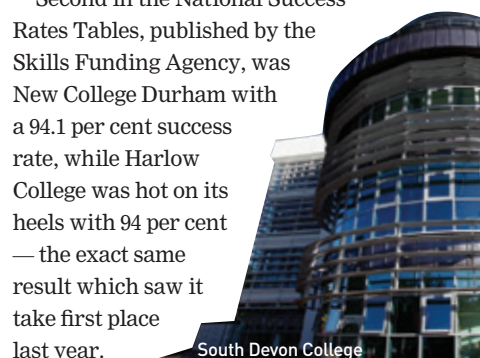 Second in the National Success
Rates Tables, published by the
Skills Funding Agency, was
New College Durham with
a 94.1 per cent success
rate, while Harlow
College was hot on its
heels with 94 per cent
— the exact same
result which saw it
take first place
last year.
South Devon College